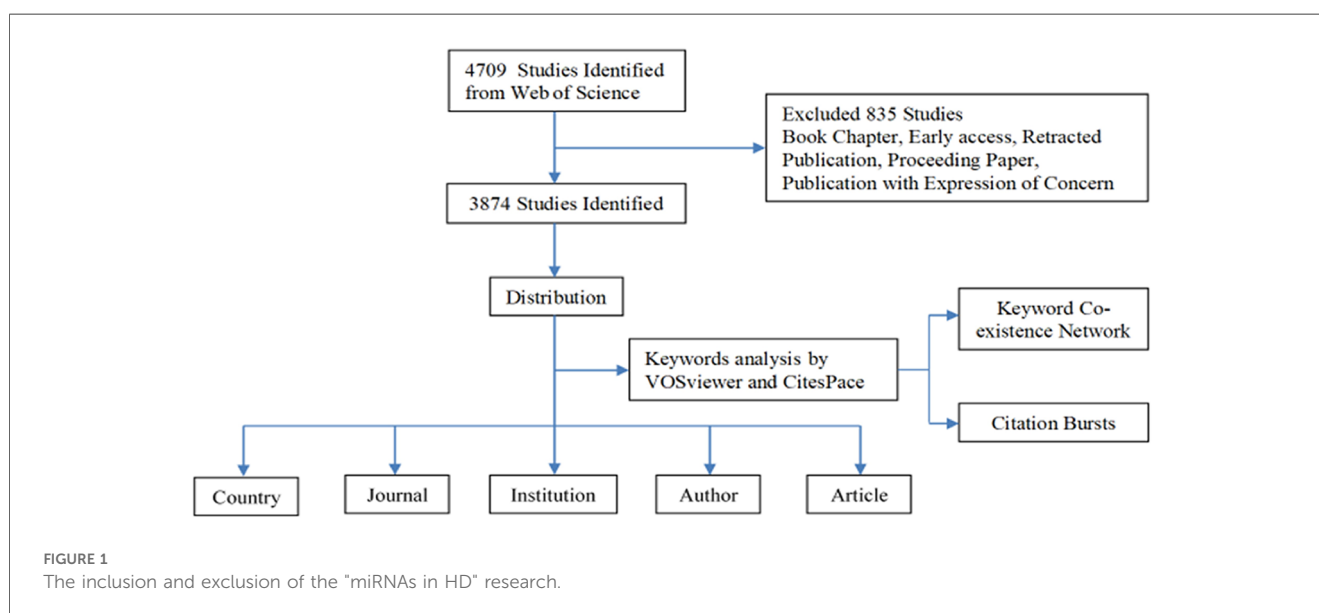 4709 Studies Identified
from Web of Science
Excluded 835 Studies
Book Chapter, Early access, Retracted
Publication, Proceeding Paper,
Publication with Expression of Concern
3874 Studies Identified
Distribution
Keyword Co-
existence Network
Keywords analysis by
VOSviewer and CitesPace
Citation Bursts
Country
Journal
Institution
Author
Article
FIGURE 1
The inclusion and exclusion of the "miRNAs in HD" research.